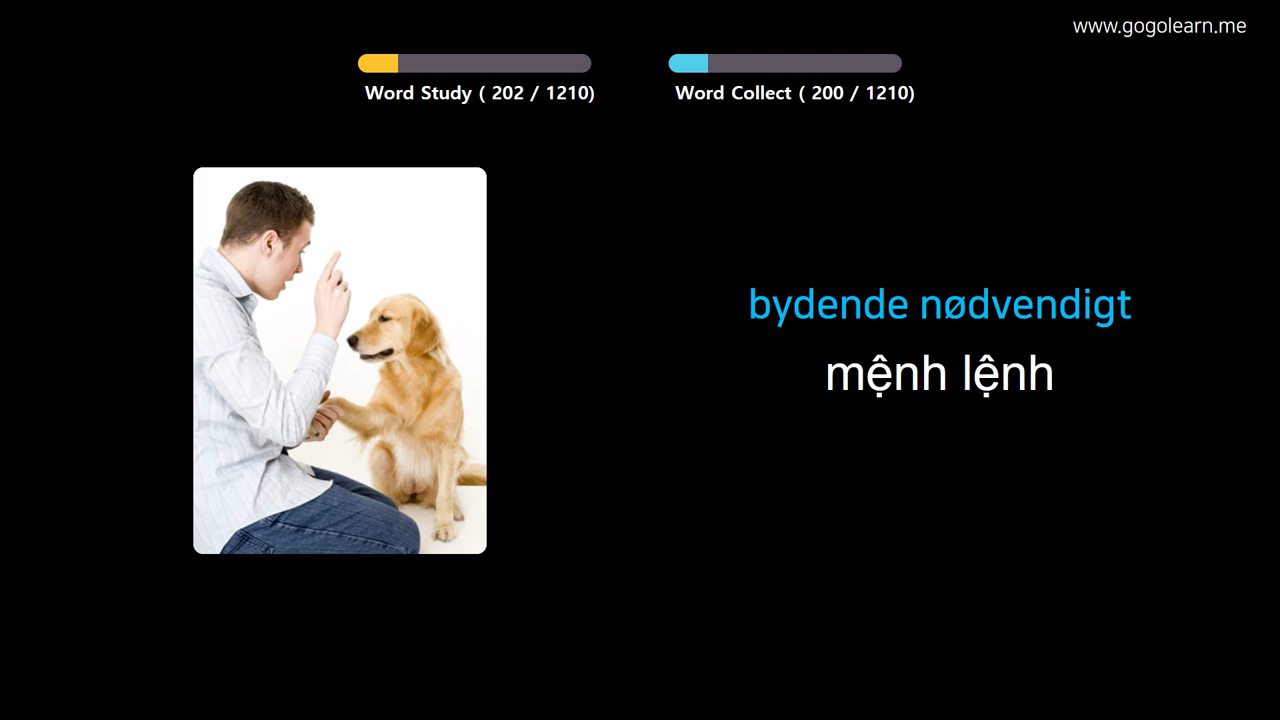 www.gogolearn.me
Word Study ( 202 / 1210)
Word Collect ( 200 / 1210)
bydende nødvendigt
mệnh lệnh